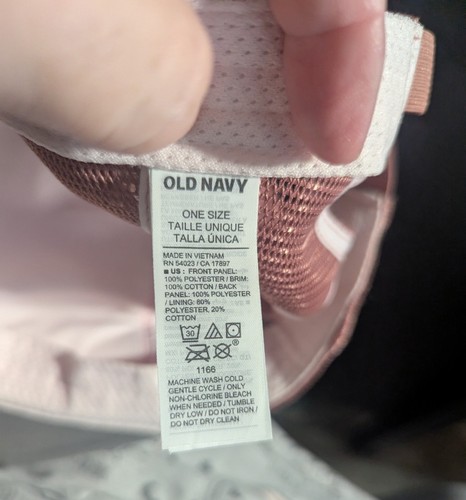 OLD NAVY
ONE SIZE
TAILLE UNIQUE
TALLA ÚNICA
MADE IN VIETNAM
RN 54023 / CA 17897
■ US : FRONT PANEL:
100% POLYESTER / BRIM:
100% COTTON / BACK
PANEL: 100% POLYESTER
/ LINING: 80%
POLYESTER, 20%
COTTON
30
®
1166
MACHINE WASH COLD
GENTLE CYCLE / ONLY
NON-CHLORINE BLEACH
WHEN NEEDED / TUMBLE
DRY LOW / DO NOT IRON /
DO NOT DRY CLEAN